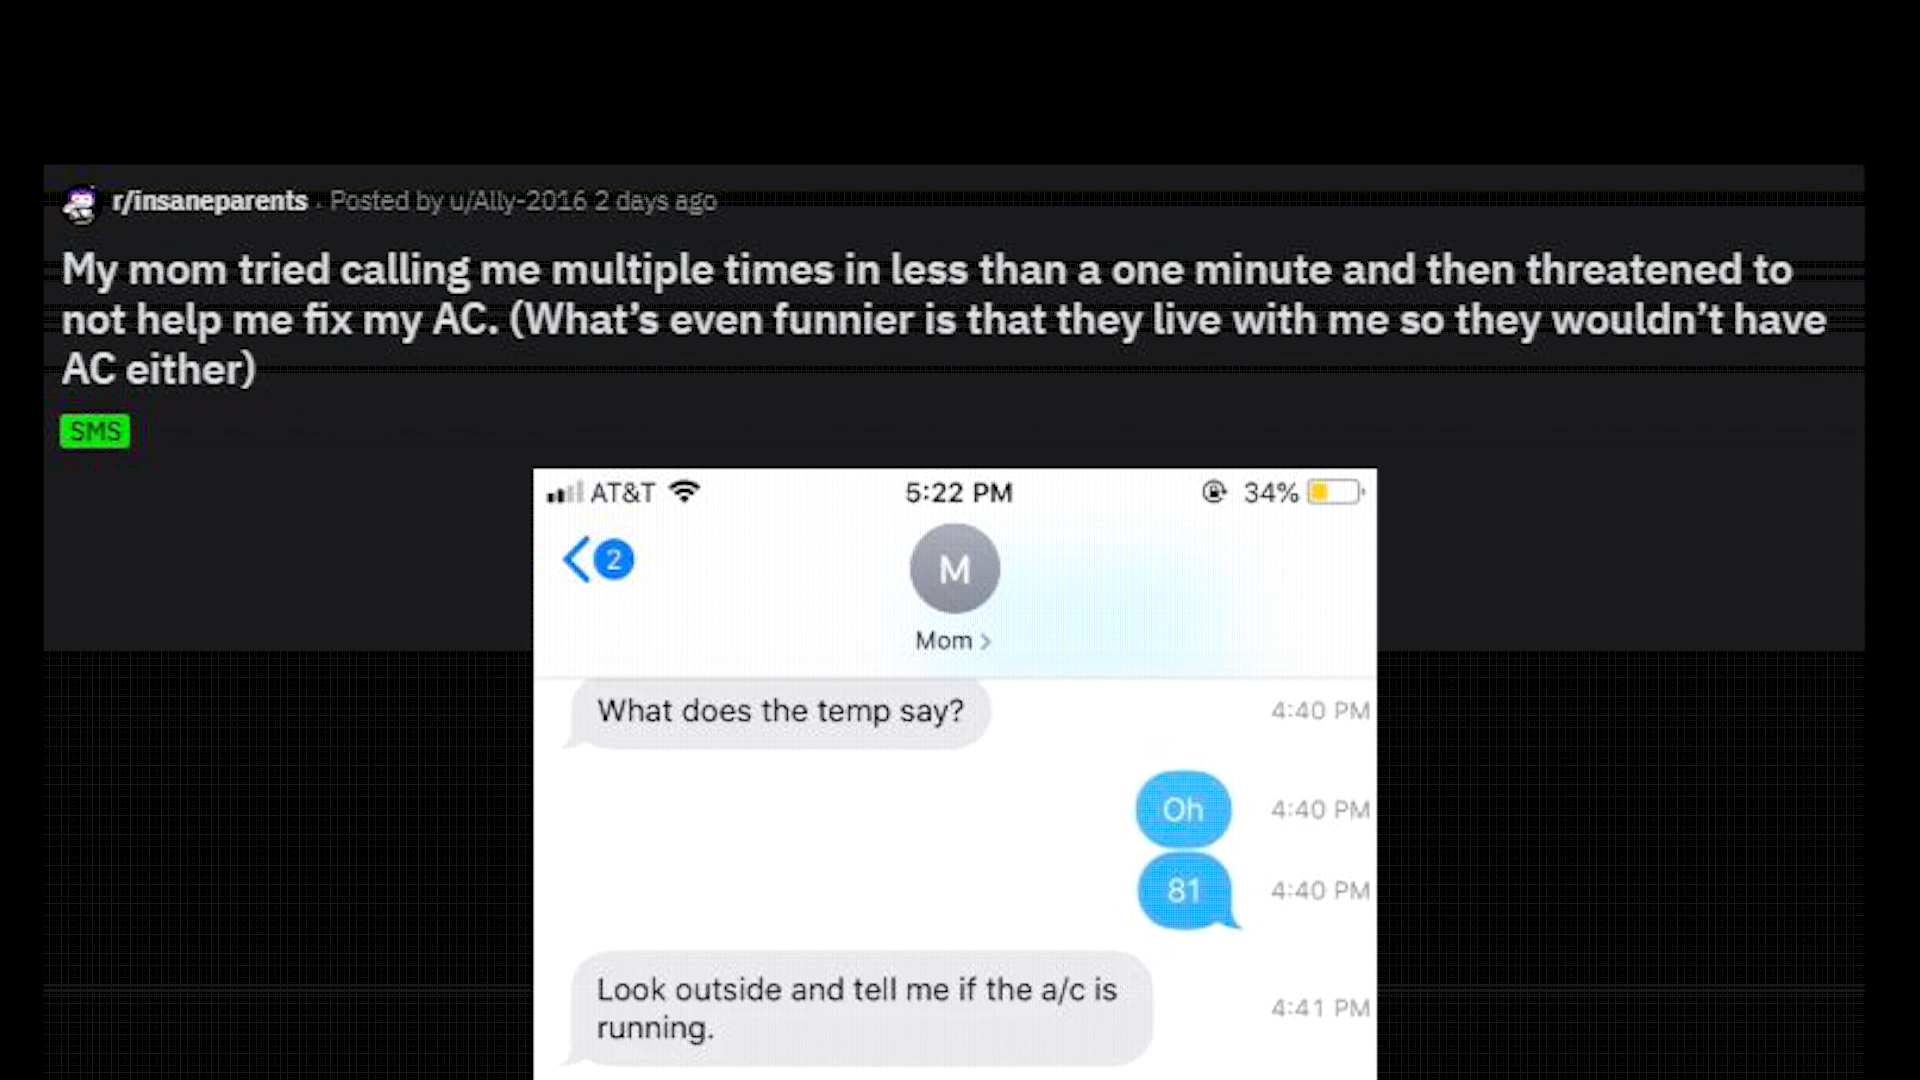 r/insaneparents · Posted by u/Ally-2016 2 days ago
My mom tried calling me multiple times in less than a one minute and then threatened to
not help me fix my AC. (What's even funnier is that they live with me so they wouldn't have
AC either)
SMS
AT&T 5:22 PM 34%
2
M
Mom >
What does the temp say? 4:40 PM
Oh 4:40 PM
81 4:40 PM
Look outside and tell me if the a/c is
running. 4:41 PM